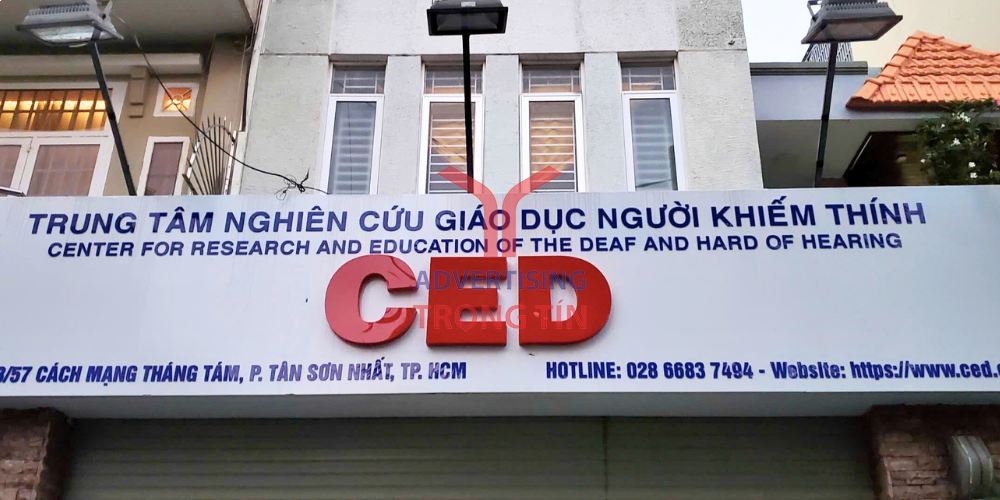 TRUNG TÂM NGHIÊN CỨU GIÁO DỤC NGƯỜI KHIẾM THÍNH
CENTER FOR RESEARCH AND EDUCATION OF THE DEAF AND HARD OF HEARING
CED
ADVERTISING
TRỌNG TÍN
/57 CÁCH MẠNG THÁNG TÁM, P. TÂN SƠN NHẤT, TP. HCM
HOTLINE: 028 6683 7494 - Website: https://www.ced.